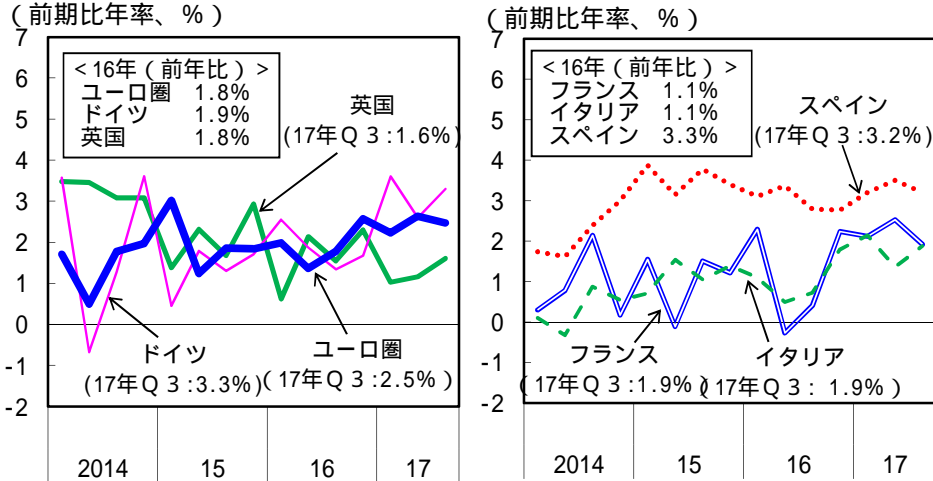 (前期比年率、%)
7
6
5
4
3
2
1
0
-1
-2
<16年(前年比)>
ユーロ圏 1.8%
ドイツ 1.9%
英国 1.8%
英国
(17年Q3:1.6%)
ドイツ
(17年Q3:3.3%)
ユーロ圏
(17年Q3:2.5%)
2014 15 16 17
(前期比年率、%)
7
6
5
4
3
2
1
0
-1
-2
<16年(前年比)>
フランス 1.1%
イタリア 1.1%
スペイン 3.3%
スペイン
(17年Q3:3.2%)
フランス
(17年Q3:1.9%)
イタリア
(17年Q3: 1.9%)
2014 15 16 17